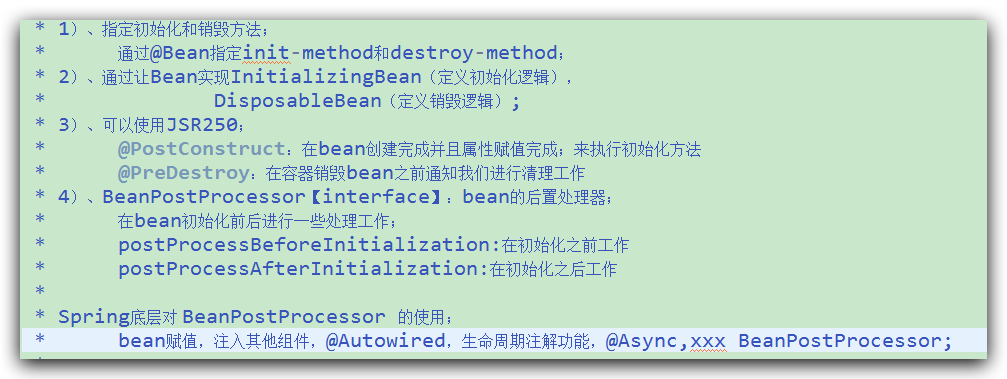 * 1）、指定初始化和销毁方法；
* 通过@Bean指定init-method和destroy-method；
* 2）、通过让Bean实现InitializingBean（定义初始化逻辑），
* DisposableBean（定义销毁逻辑）;
* 3）、可以使用JSR250；
* @PostConstruct：在bean创建完成并且属性赋值完成；来执行初始化方法
* @PreDestroy：在容器销毁bean之前通知我们进行清理工作
* 4）、BeanPostProcessor【interface】：bean的后置处理器；
* 在bean初始化前后进行一些处理工作；
* postProcessBeforeInitialization:在初始化之前工作
* postProcessAfterInitialization:在初始化之后工作
*
* Spring底层对 BeanPostProcessor 的使用；
* bean赋值，注入其他组件，@Autowired，生命周期注解功能，@Async,xxx BeanPostProcessor;